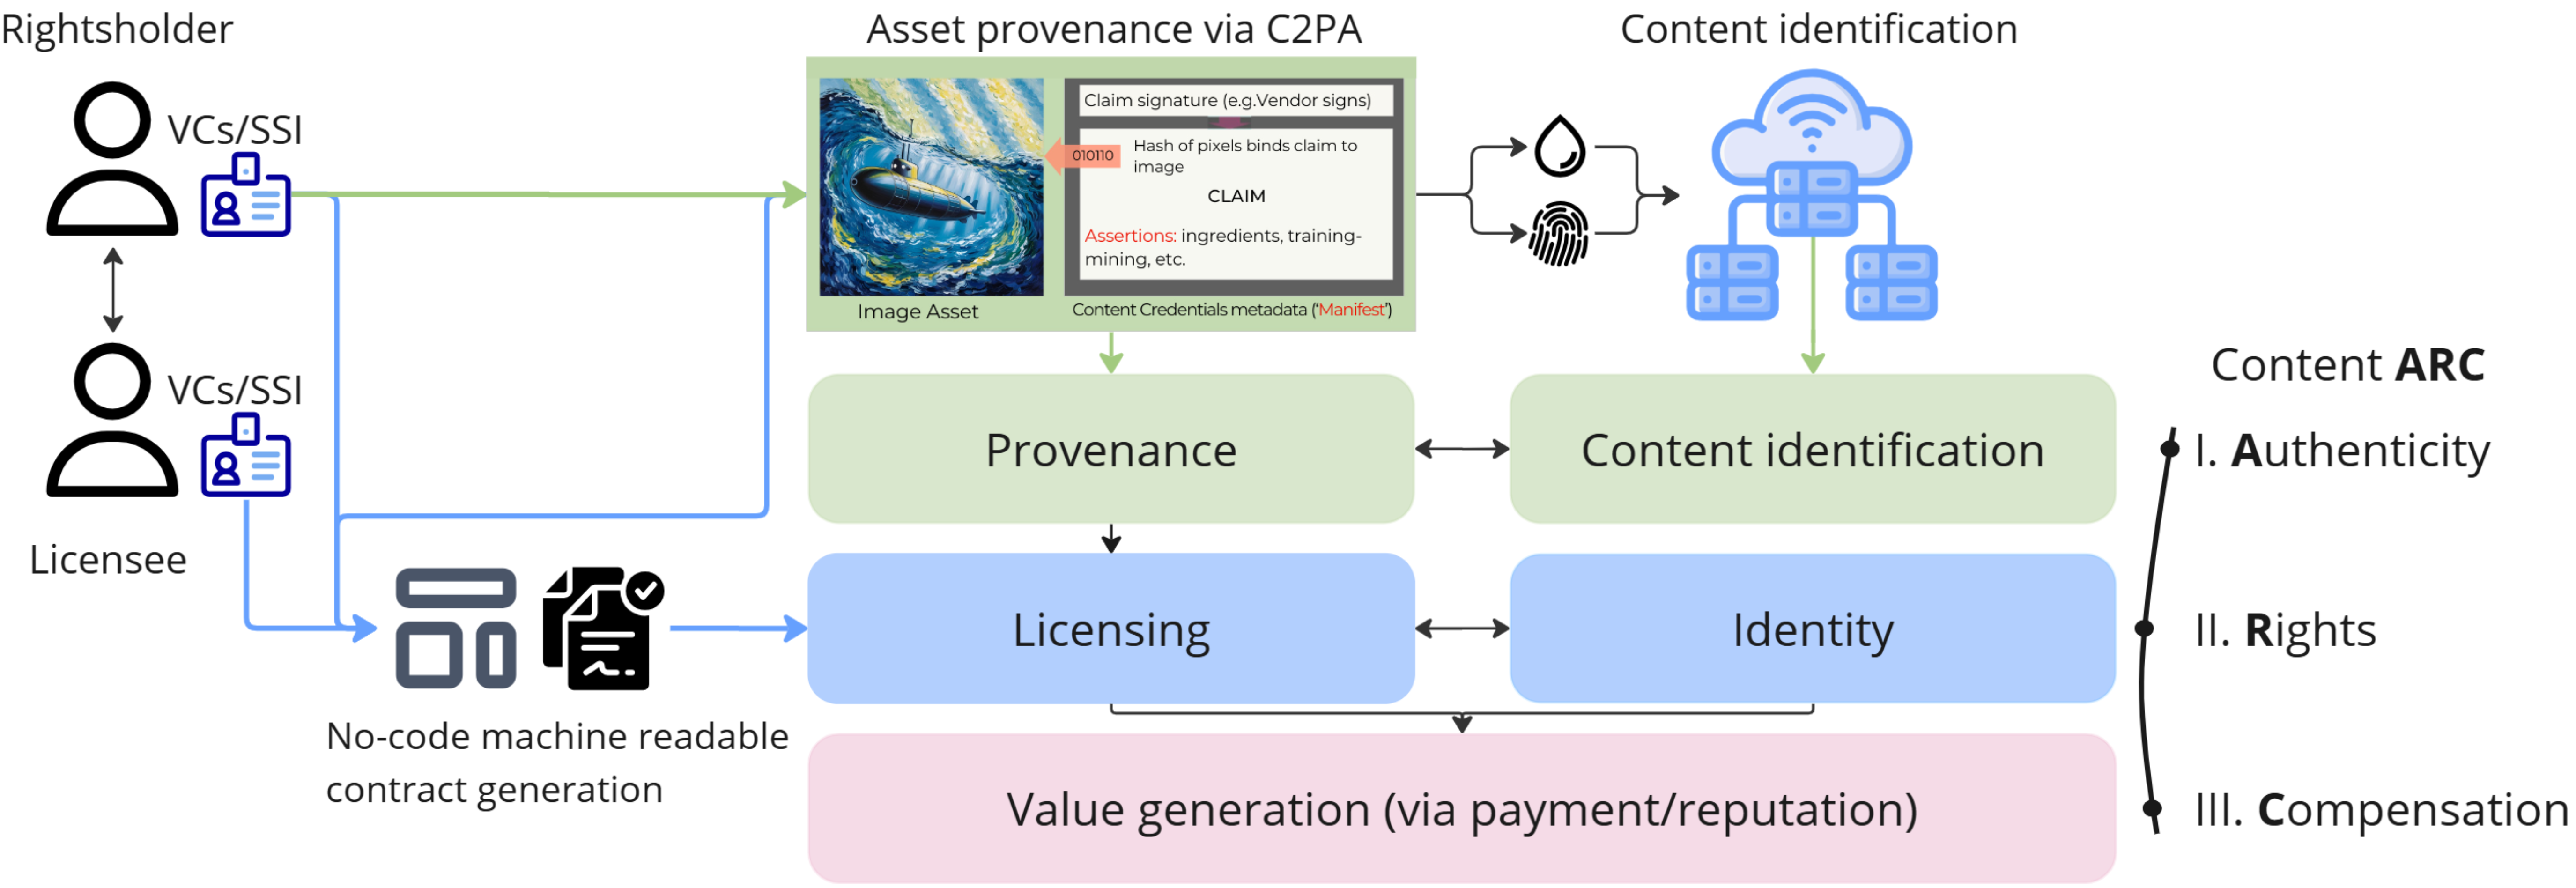 Rightsholder
Asset provenance via C2PA
Content identification
VCs/SSI
Claim signature (e.g.Vendor signs)
010110
Hash of pixels binds claim to
image
CLAIM
Assertions: ingredients, training-
mining, etc.
Image Asset
Content Credentials metadata (‘Manifest’)
VCs/SSI
Licensee
No-code machine readable
contract generation
Provenance
Content identification
Licensing
Identity
Value generation (via payment/reputation)
Content ARC
I. Authenticity
II. Rights
III. Compensation